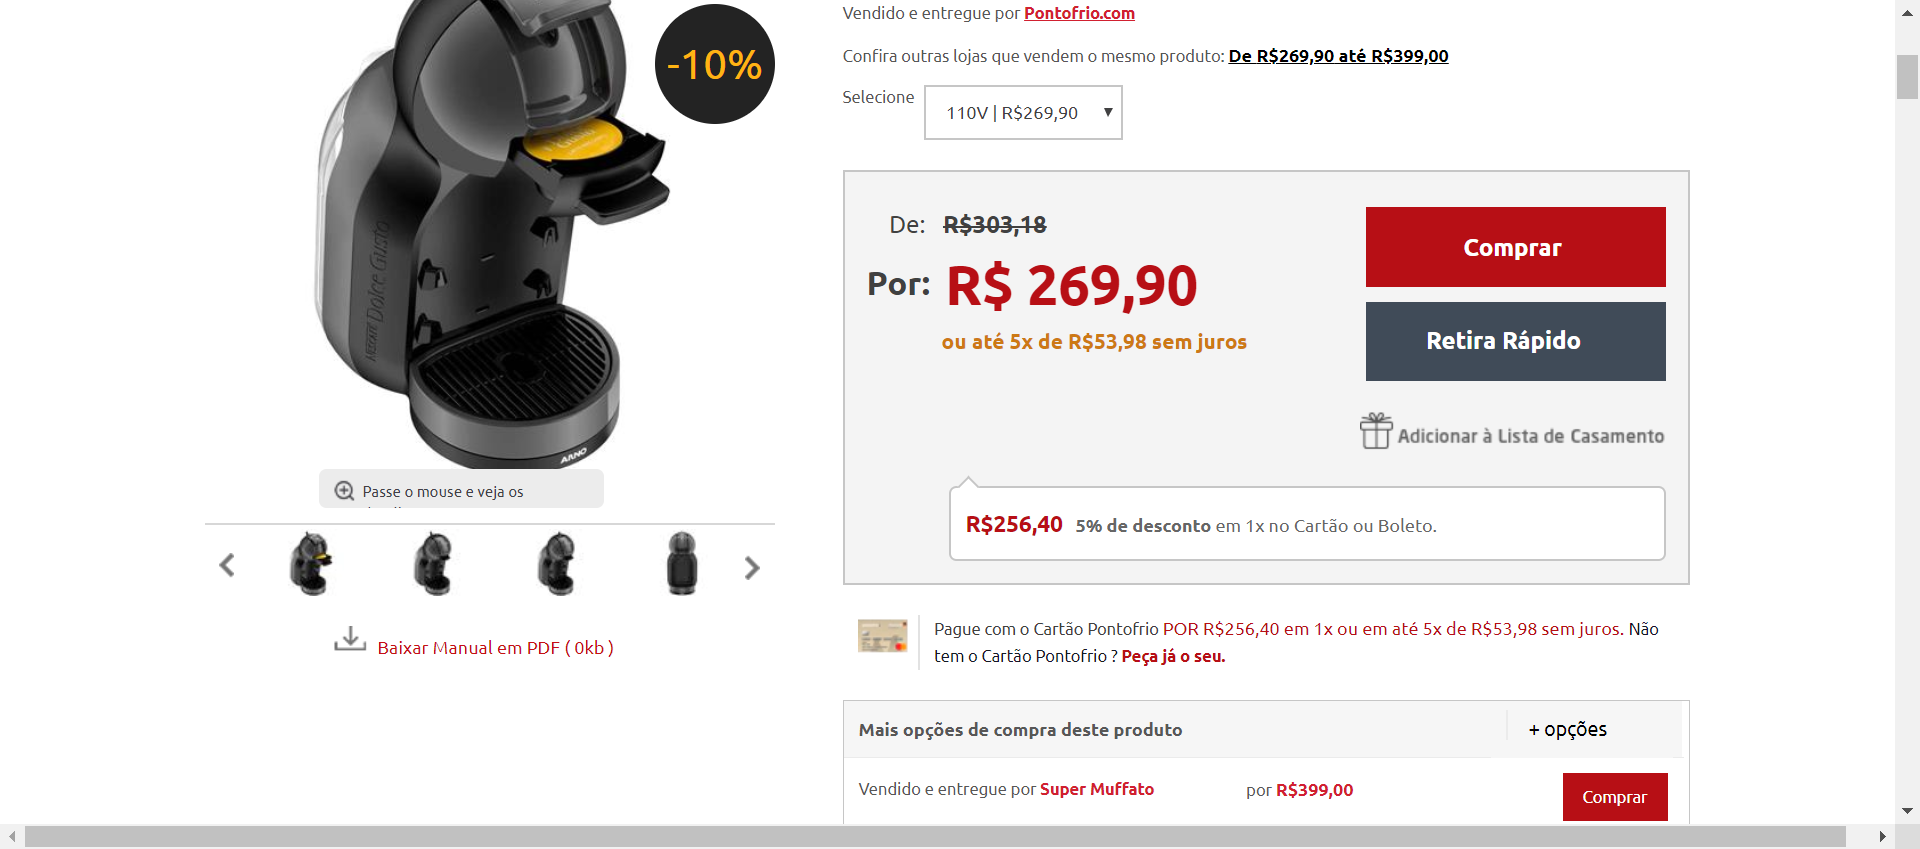 Vendido e entregue por Pontofrio.com
Confira outras lojas que vendem o mesmo produto: De R$269,90 até R$399,00
Selecione
110V | R$269,90
-10%
NESCAFÉ Dolce Gusto
Gusto
ARNO
Passe o mouse e veja os
Baixar Manual em PDF ( 0kb )
De: R$303,18
Por: R$ 269,90
ou até 5x de R$53,98 sem juros
Comprar
Retira Rápido
Adicionar à Lista de Casamento
R$256,40 5% de desconto em 1x no Cartão ou Boleto.
Pague com o Cartão Pontofrio POR R$256,40 em 1x ou em até 5x de R$53,98 sem juros. Não
tem o Cartão Pontofrio ? Peça já o seu.
Mais opções de compra deste produto
+ opções
Vendido e entregue por Super Muffato
por R$399,00
Comprar